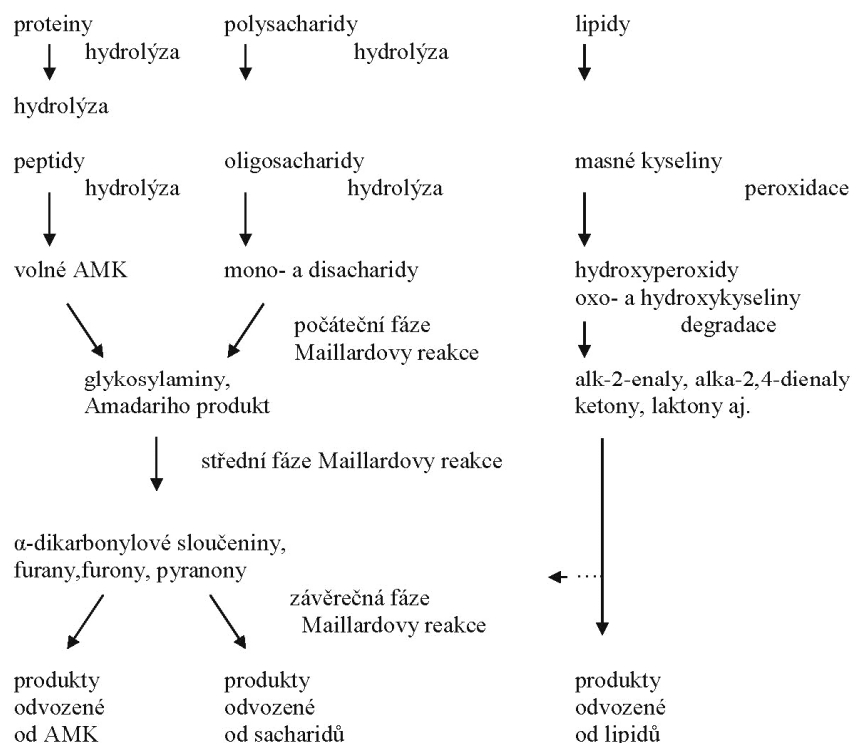 proteiny polysacharidy lipidy
hydrolýza hydrolýza
hydrolýza
peptidy oligosacharidy masné kyseliny
hydrolýza hydrolýza peroxidace
volné AMK mono- a disacharidy hydroxyperoxidy
oxo- a hydroxykyseliny
počáteční fáze degradace
Maillardovy reakce
glykosylaminy, alk-2-enaly, alka-2,4-dienaly
Amadariho produkt ketony, laktony aj.
střední fáze Maillardovy reakce
α-dikarbonylové sloučeniny,
furany,furony, pyranony
závěrečná fáze
Maillardovy reakce
produkty produkty produkty
odvozené odvozené odvozené
od AMK od sacharidů od lipidů